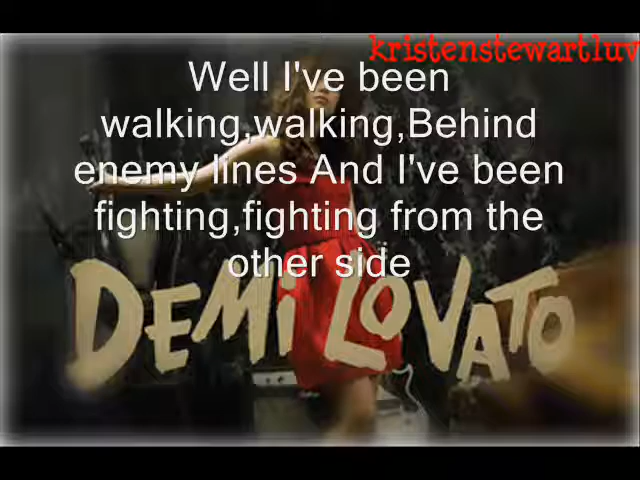 kristenstewartluv
Well I've been
walking,walking,Behind
enemy lines And I've been
fighting,fighting from the
other side
DEMI LOVATO